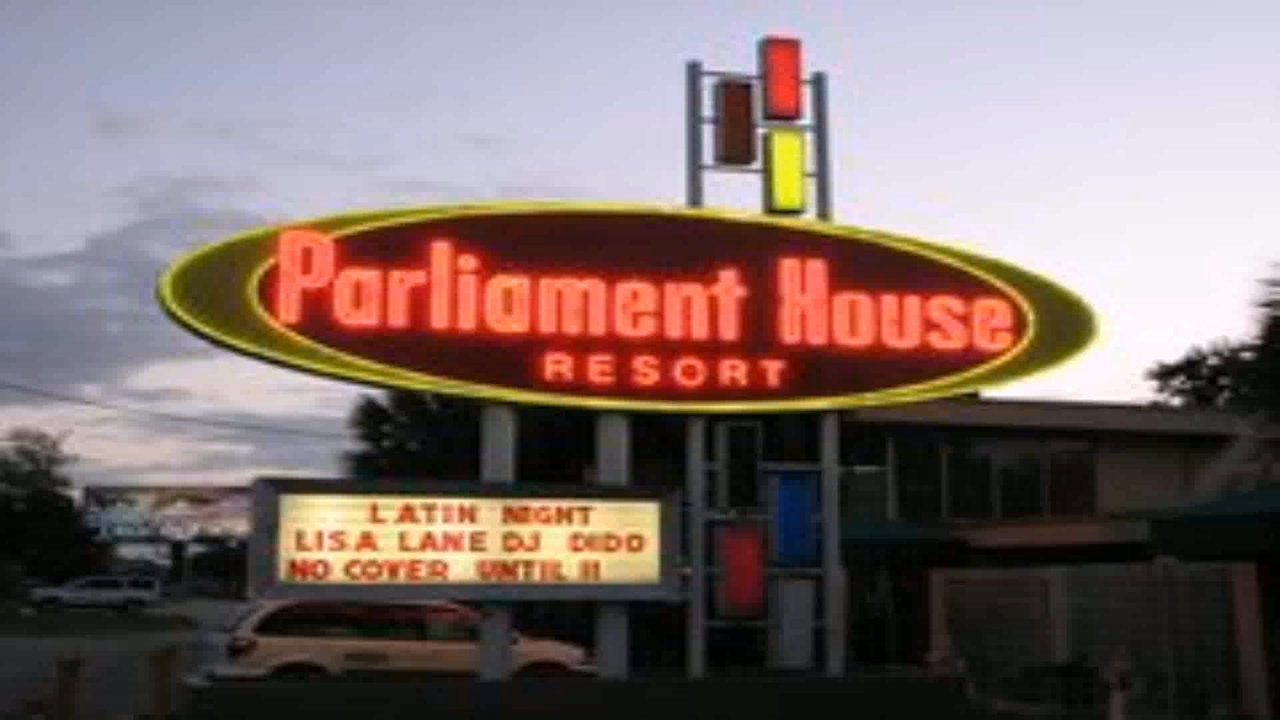 Parliament House
RESORT
LATIN NIGHT
LISA LANE DJ DIDO
NO COVER UNTIL 11